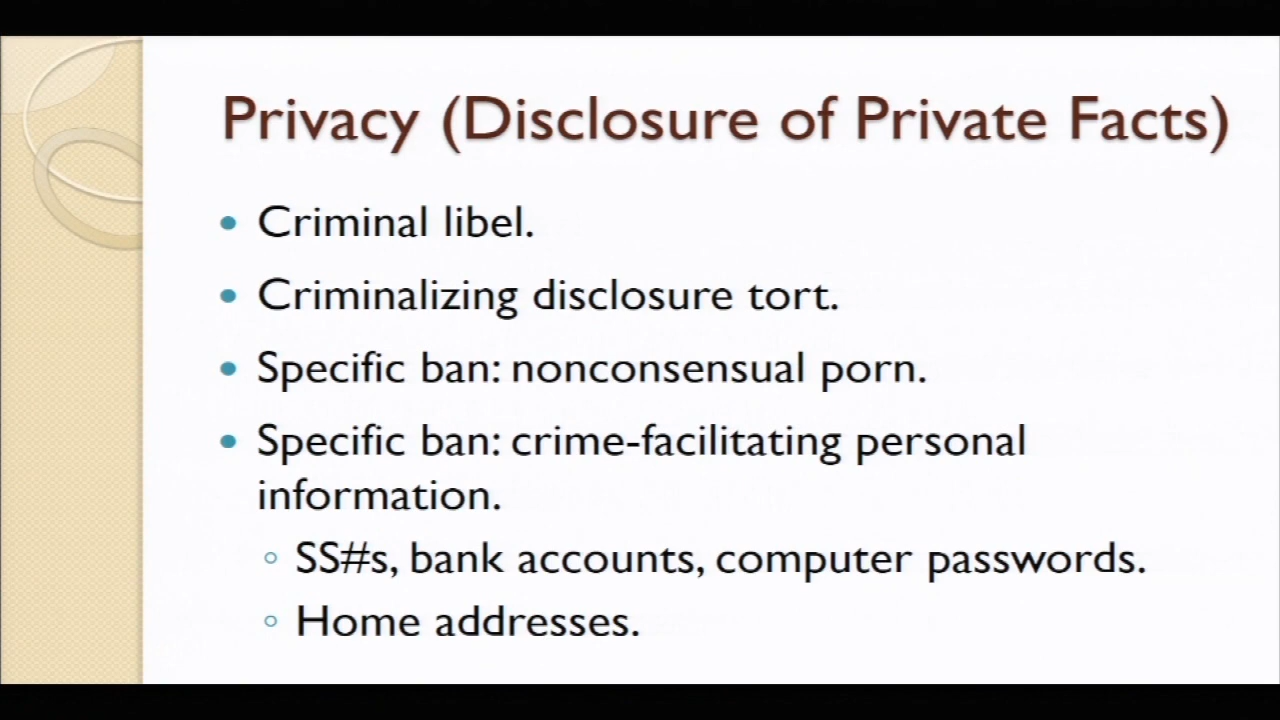 Privacy (Disclosure of Private Facts)
Criminal libel.
Criminalizing disclosure tort.
Specific ban: nonconsensual porn.
Specific ban: crime-facilitating personal
information.
SS#s, bank accounts, computer passwords.
Home addresses.